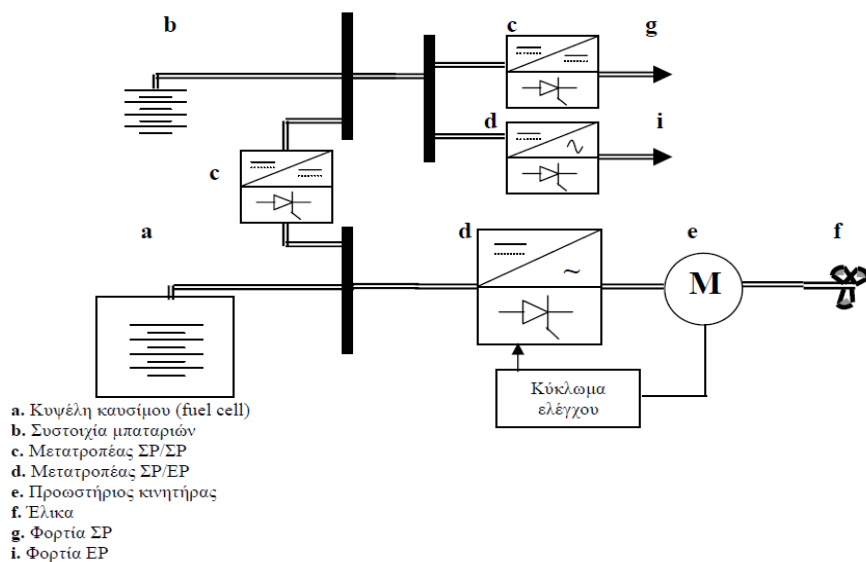 b
c
g
d
i
c
a
d
e
f
~
M
Κύκλωμα
ελέγχου
a. Κυψέλη καυσίμου (fuel cell)
b. Συστοιχία μπαταριών
c. Μετατροπέας ΣΡ/ΣΡ
d. Μετατροπέας ΣΡ/ΕΡ
e. Προωστήριος κινητήρας
f. Έλικα
g. Φορτία ΣΡ
i. Φορτία ΕΡ